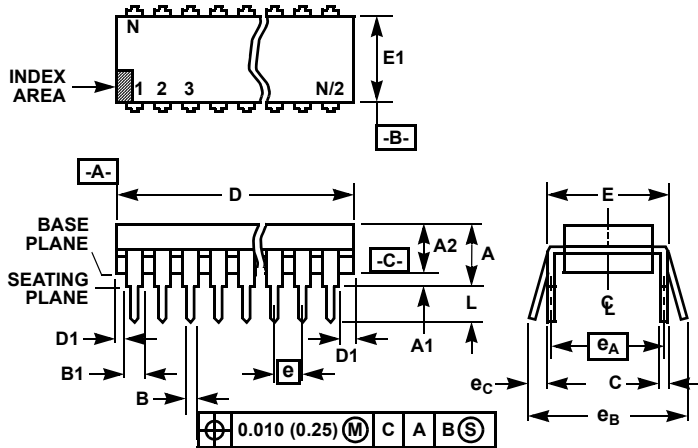 N
E1
INDEX
AREA
1 2 3 N/2
-B-
-A-
D
E
BASE
PLANE
A2
A
-C-
SEATING
PLANE
L
C
L
D1
A1
D1
eA
B1
e
eC
C
B
eB
0.010 (0.25) M C A B S